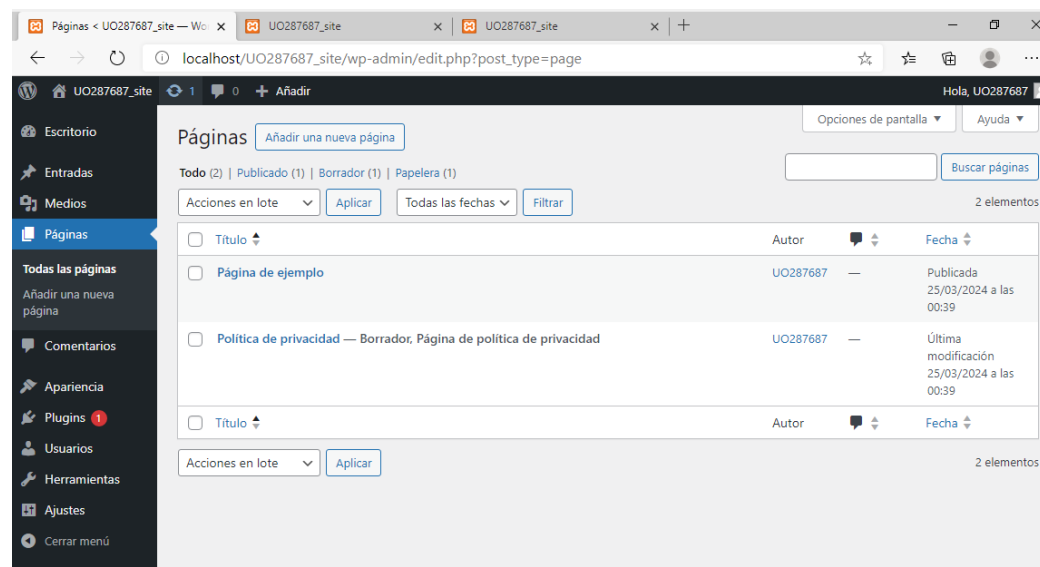 Páginas < UO287687_site — Wo
UO287687_site
UO287687_site
localhost/UO287687_site/wp-admin/edit.php?post_type=page
UO287687_site 1 0 Añadir
Hola, UO287687
Escritorio
Entradas
Medios
Páginas
Todas las páginas
Añadir una nueva
página
Comentarios
Apariencia
Plugins 1
Usuarios
Herramientas
Ajustes
Cerrar menú
Opciones de pantalla Ayuda
Páginas Añadir una nueva página
Todo (2) | Publicado (1) | Borrador (1) | Papelera (1)
Buscar páginas
Acciones en lote Aplicar Todas las fechas Filtrar
2 elementos
Título Autor Fecha
Página de ejemplo UO287687 — Publicada
25/03/2024 a las
00:39
Política de privacidad — Borrador, Página de política de privacidad UO287687 — Última
modificación
25/03/2024 a las
00:39
Título Autor Fecha
Acciones en lote Aplicar
2 elementos